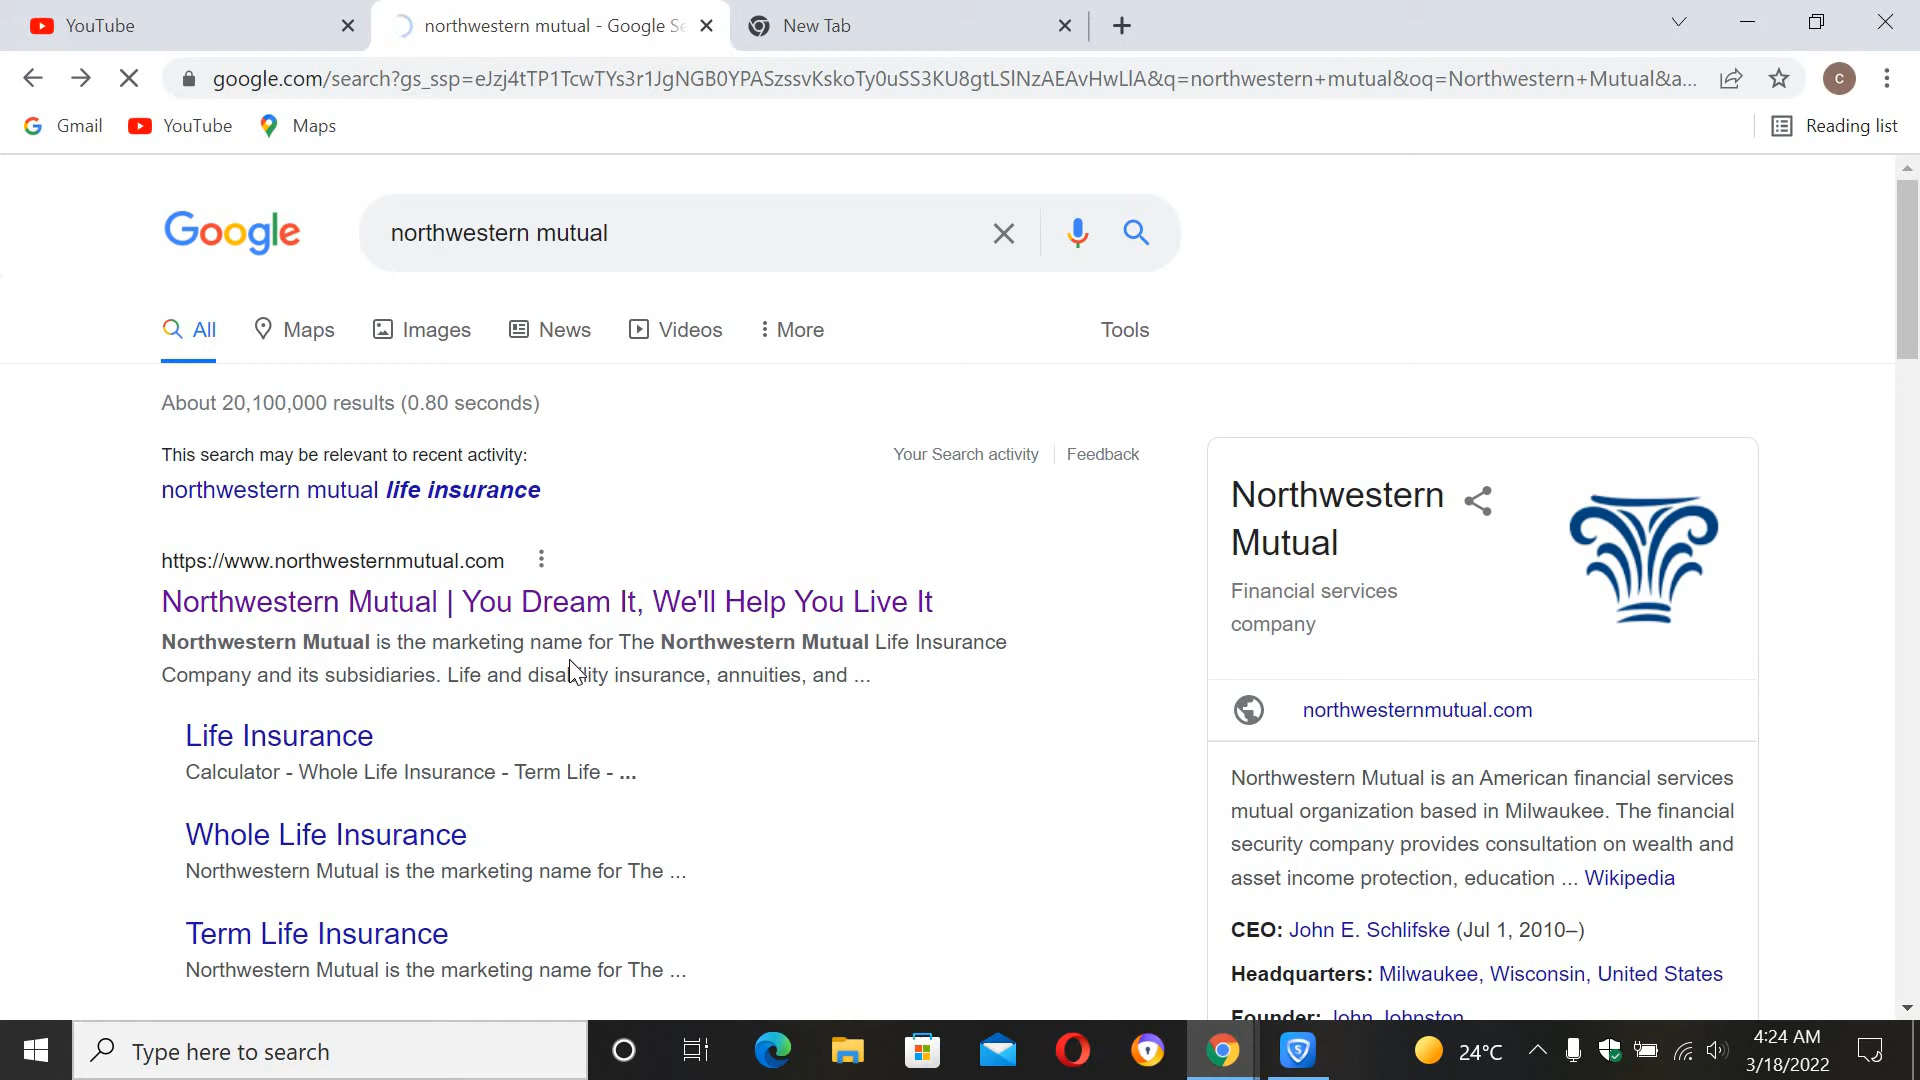 YouTube
northwestern mutual - Google Se
New Tab
google.com/search?gs_ssp=eJzj4tTP1TcwTYs3r1JgNGB0YPASzssvKskoTy0uSS3KU8gtLSlNzAEAvHwLlA&q=northwestern+mutual&oq=Northwestern+Mutual&a...
c
Gmail
YouTube
Maps
Reading list
Google
northwestern mutual
All
Maps
Images
News
Videos
More
Tools
About 20,100,000 results (0.80 seconds)
This search may be relevant to recent activity:
Your Search activity
Feedback
northwestern mutual life insurance
https://www.northwesternmutual.com
Northwestern Mutual | You Dream It, We'll Help You Live It
Northwestern Mutual is the marketing name for The Northwestern Mutual Life Insurance
Company and its subsidiaries. Life and disability insurance, annuities, and ...
Life Insurance
Calculator - Whole Life Insurance - Term Life - ...
Whole Life Insurance
Northwestern Mutual is the marketing name for The ...
Term Life Insurance
Northwestern Mutual is the marketing name for The ...
Northwestern
Mutual
Financial services
company
northwesternmutual.com
Northwestern Mutual is an American financial services
mutual organization based in Milwaukee. The financial
security company provides consultation on wealth and
asset income protection, education ... Wikipedia
CEO: John E. Schlifske (Jul 1, 2010–)
Headquarters: Milwaukee, Wisconsin, United States
Founder: John Johnston
Type here to search
24°C
4:24 AM
3/18/2022